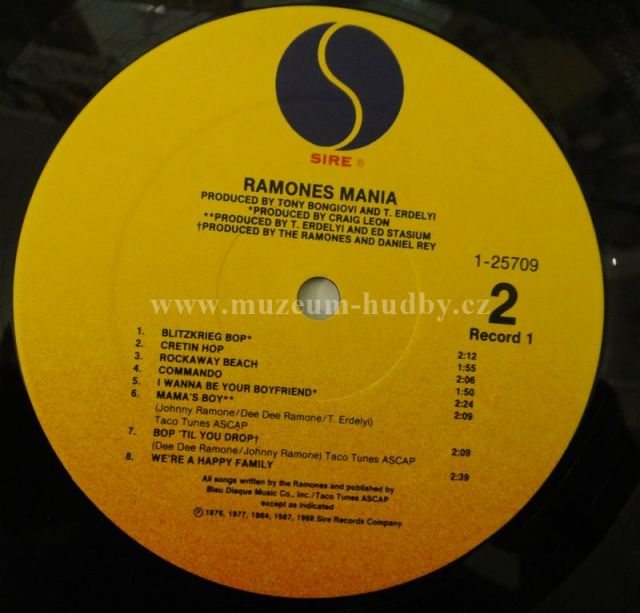 SIRE ®
RAMONES MANIA
PRODUCED BY TONY BONGIOVI AND T. ERDELYI
*PRODUCED BY CRAIG LEON
**PRODUCED BY T. ERDELYI AND ED STASIUM
†PRODUCED BY THE RAMONES AND DANIEL REY
1-25709
www.muzeum-hudby.cz
2
Record 1
1. BLITZKRIEG BOP* 2:12
2. CRETIN HOP 1:55
3. ROCKAWAY BEACH 2:06
4. COMMANDO 1:50
5. I WANNA BE YOUR BOYFRIEND* 2:24
6. MAMA'S BOY** 2:09
(Johnny Ramone/Dee Dee Ramone/T. Erdelyi)
Taco Tunes ASCAP
7. BOP 'TIL YOU DROP† 2:09
(Dee Dee Ramone/Johnny Ramone) Taco Tunes ASCAP
8. WE'RE A HAPPY FAMILY 2:39
All songs written by the Ramones and published by
Bleu Disque Music Co., Inc./Taco Tunes ASCAP
except as indicated
Ⓟ 1976, 1977, 1984, 1987, 1988 Sire Records Company